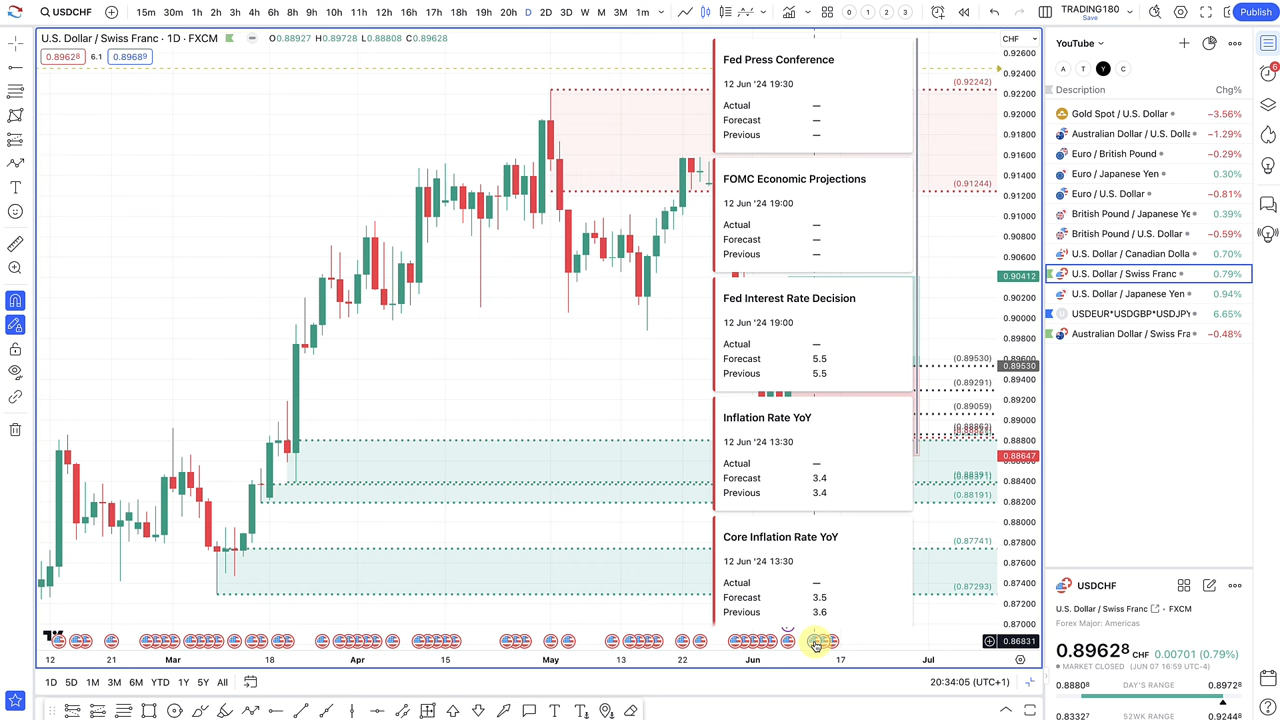 USDCHF
15m 30m 1h 2h 3h 4h 6h 8h 9h 10h 11h 12h 16h 18h 19h 20h D 2D 3D W M 3M 1m
0 1 2 3
TRADING180
Save
Publish
U.S. Dollar / Swiss Franc · 1D · FXCM
O0.88927 H0.89728 L0.88808 C0.89628
0.89628 6.1 0.89689
CHF
0.92600
0.92400
0.92200
0.92000
0.91800
0.91600
0.91400
0.91200
0.91000
0.90800
0.90600
0.90412
0.90200
0.90000
0.89800
0.89600
0.89530
0.89400
0.89200
0.89000
0.88800
0.88647
0.88400
0.88200
0.88000
0.87800
0.87600
0.87400
0.87200
0.87000
0.86831
(0.92242)
(0.91244)
(0.89530)
(0.89291)
(0.89059)
(0.88191)
(0.87741)
(0.87293)
Fed Press Conference
12 Jun '24 19:30
Actual —
Forecast —
Previous —
FOMC Economic Projections
12 Jun '24 19:00
Actual —
Forecast —
Previous —
Fed Interest Rate Decision
12 Jun '24 19:00
Actual —
Forecast 5.5
Previous 5.5
Inflation Rate YoY
12 Jun '24 13:30
Actual —
Forecast 3.4
Previous 3.4
Core Inflation Rate YoY
12 Jun '24 13:30
Actual —
Forecast 3.5
Previous 3.6
12 21 Mar 18 Apr 15 May 13 22 Jun 17 Jul
1D 5D 1M 3M 6M YTD 1Y 5Y All
20:34:05 (UTC+1)
YouTube
A T Y C
Description Chg%
Gold Spot / U.S. Dollar −3.56%
Australian Dollar / U.S. Dolla −1.29%
Euro / British Pound −0.29%
Euro / Japanese Yen 0.30%
Euro / U.S. Dollar −0.81%
British Pound / Japanese Ye 0.39%
British Pound / U.S. Dollar −0.59%
U.S. Dollar / Canadian Dolla 0.70%
U.S. Dollar / Swiss Franc 0.79%
U.S. Dollar / Japanese Yen 0.94%
USDEUR*USDGBP*USDJPY 6.65%
Australian Dollar / Swiss Fra −0.48%
6
USDCHF
U.S. Dollar / Swiss Franc · FXCM
Forex Major: Americas
0.89628 CHF 0.00701 (0.79%)
MARKET CLOSED (JUN 07 16:59 UTC-4)
0.88808 DAY'S RANGE 0.89728
0.83327 52WK RANGE 0.92448